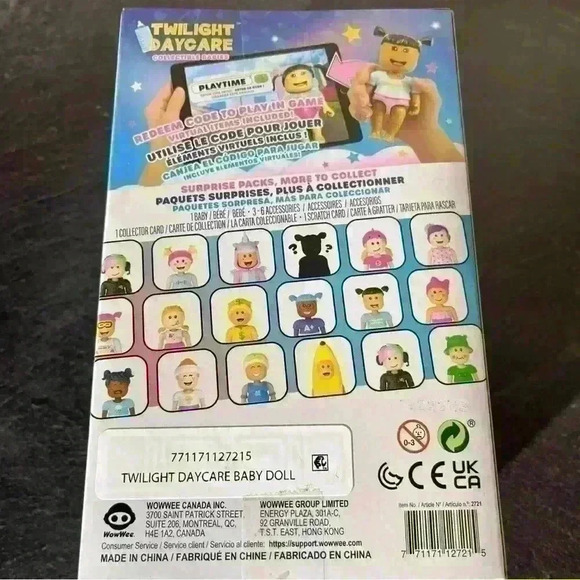 TWILIGHT
DAYCARE
COLLECTIBLE BABIES
PLAYTIME
REDEEM CODE TO PLAY IN GAME
VIRTUAL ITEMS INCLUDED!
UTILISE LE CODE POUR JOUER
ÉLÉMENTS VIRTUELS INCLUS !
CANJEA EL CÓDIGO PARA JUGAR
¡INCLUYE ELEMENTOS VIRTUALES!
SURPRISE PACKS, MORE TO COLLECT
PAQUETS SURPRISES, PLUS À COLLECTIONNER
PAQUETES SORPRESA, MÁS PARA COLECCIONAR
1 BABY / BÉBÉ / BEBÉ • 3 - 6 ACCESSORIES / ACCESSOIRES / ACCESORIOS
1 COLLECTOR CARD / CARTE DE COLLECTION / LA CARTA COLECCIONABLE • 1 SCRATCH CARD / CARTE À GRATTER / TARJETA PARA RASCAR
?
A+
771171127215
TWILIGHT DAYCARE BABY DOLL
0-3
CE UK
CA
WowWee
WOWWEE CANADA INC.
3700 SAINT PATRICK STREET,
SUITE 206, MONTREAL, QC,
H4E 1A2, CANADA
WOWWEE GROUP LIMITED
ENERGY PLAZA, 301A-C,
92 GRANVILLE ROAD,
T.S.T. EAST, HONG KONG
Customer Service / Service client / Servicio al cliente: https://support.wowwee.com
MADE IN CHINA / FABRIQUÉ EN CHINE / FABRICADO EN CHINA
Item No. / Article N° / Artículo n.°: 2721
7 71171 12721 5